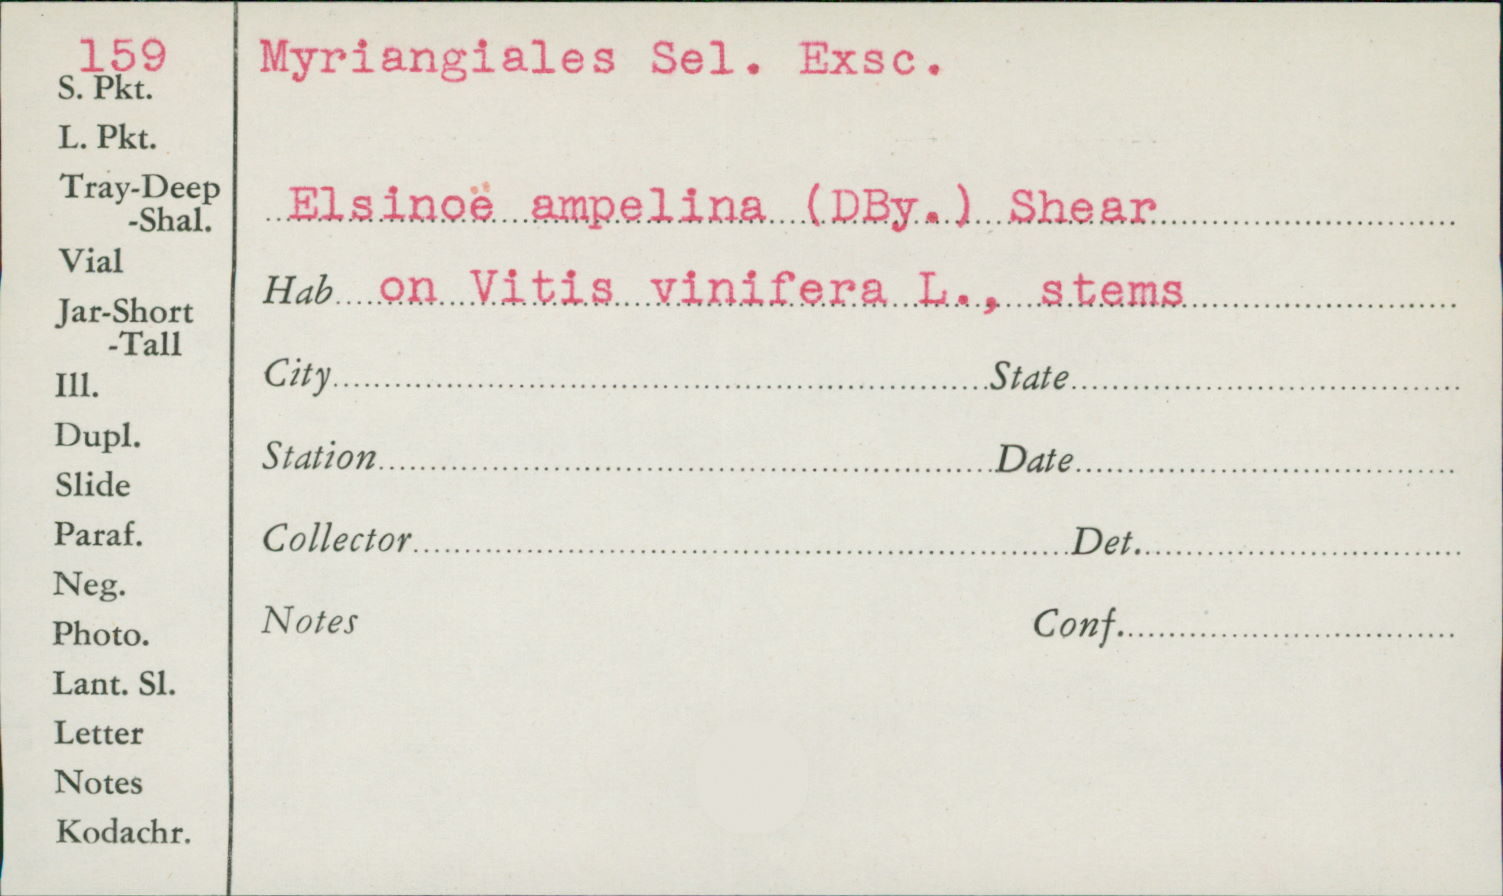 159
S. Pkt.
L. Pkt.
Tray-Deep
-Shal.
Vial
Jar-Short
-Tall
Ill.
Dupl.
Slide
Paraf.
Neg.
Photo.
Lant. Sl.
Letter
Notes
Kodachr.
Myriangiales Sel. Exsc.
Elsinoë ampelina (DBy.) Shear
Hab on Vitis vinifera L., stems
City State
Station Date
Collector Det.
Notes Conf.